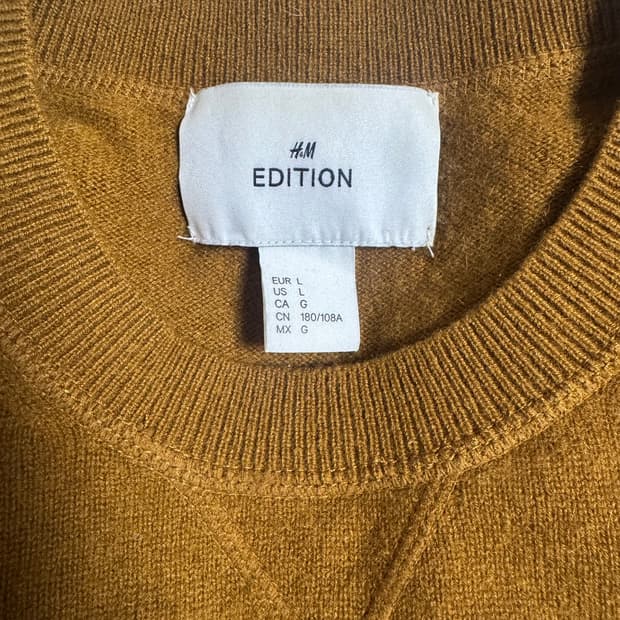 H&M
EDITION
EUR L
US L
CA G
CN 180/108A
MX G